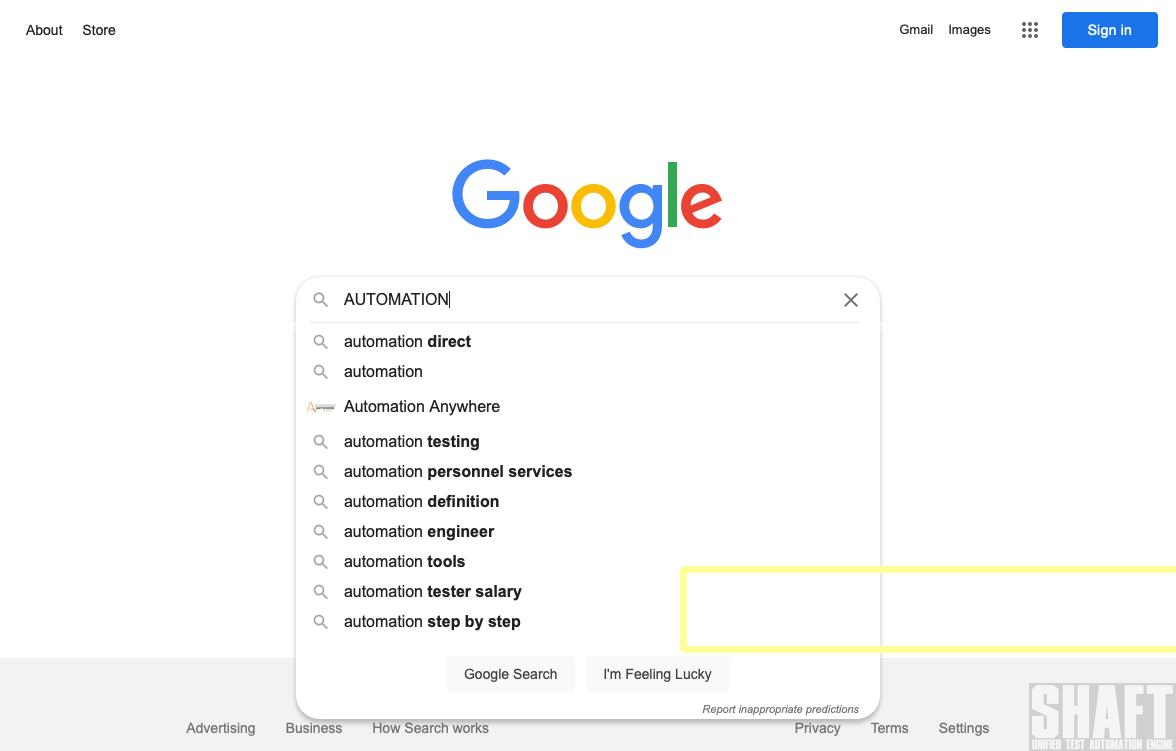 About Store
Gmail Images
Sign in
Google
AUTOMATION
automation direct
automation
Automation Anywhere
automation testing
automation personnel services
automation definition
automation engineer
automation tools
automation tester salary
automation step by step
Google Search
I'm Feeling Lucky
Report inappropriate predictions
Advertising Business How Search works
Privacy Terms Settings
SHAFT
UNIFIED TEST AUTOMATION ENGINE